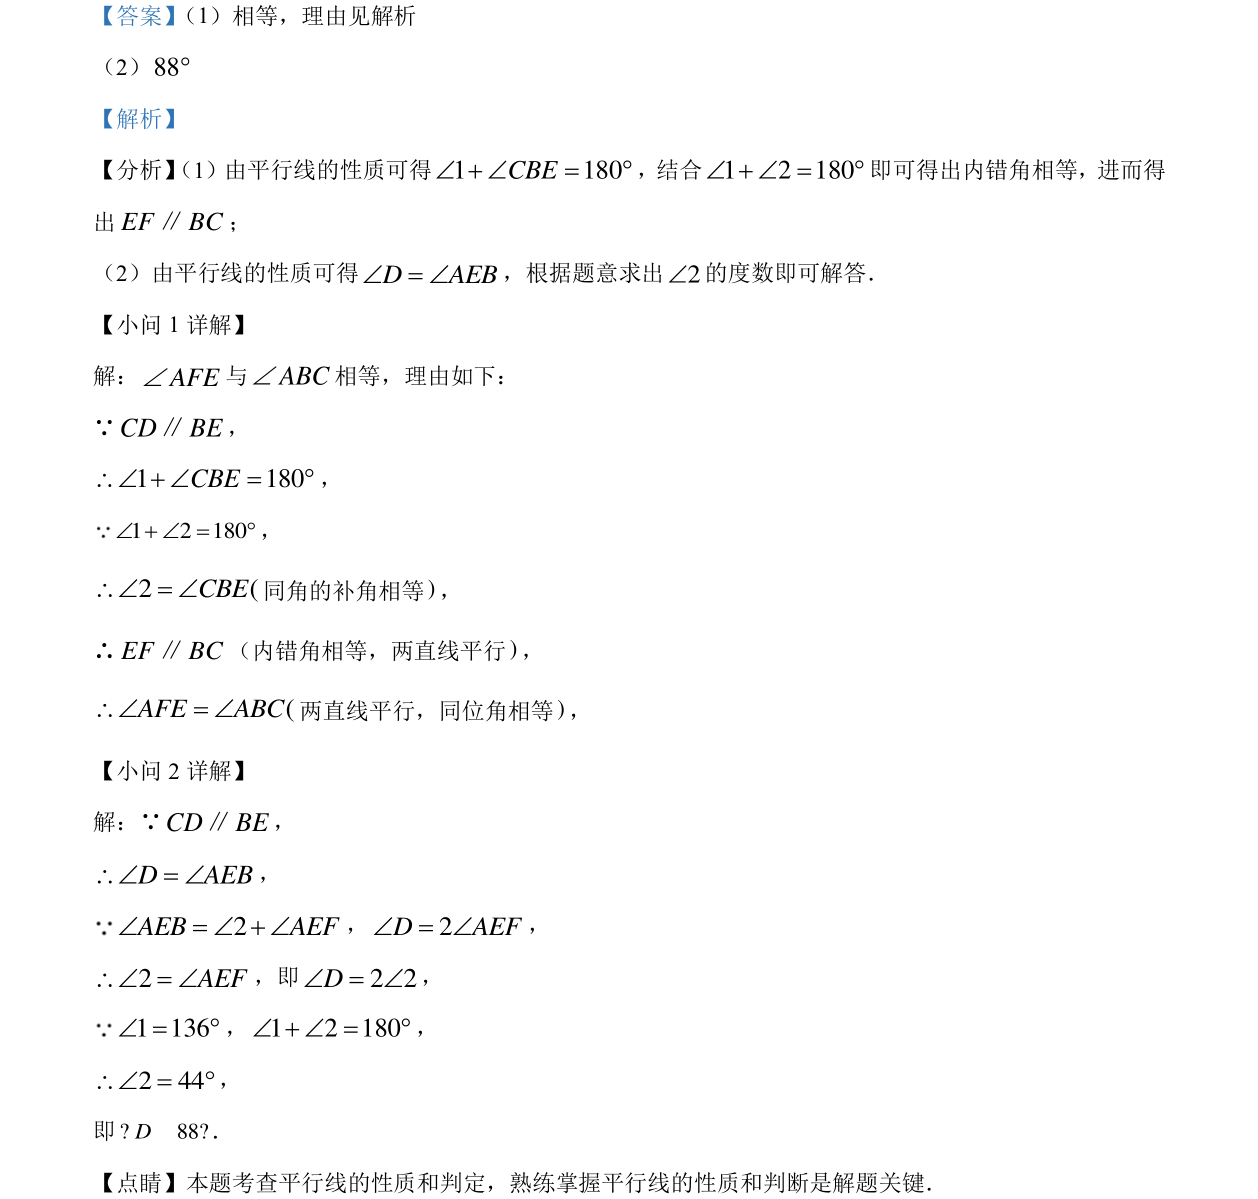 【答案】（1）相等，理由见解析
（2）88°
【解析】
【分析】（1）由平行线的性质可得∠1+∠CBE=180°，结合∠1+∠2=180°即可得出内错角相等，进而得
出EF∥BC；
（2）由平行线的性质可得∠D=∠AEB，根据题意求出∠2的度数即可解答．
【小问 1 详解】
解：∠AFE与∠ABC相等，理由如下：
∵CD∥BE，
∴∠1+∠CBE=180°，
∵∠1+∠2=180°，
∴∠2=∠CBE(同角的补角相等)，
∴EF∥BC（内错角相等，两直线平行)，
∴∠AFE=∠ABC(两直线平行，同位角相等)，
【小问 2 详解】
解：∵CD∥BE，
∴∠D=∠AEB，
∵∠AEB=∠2+∠AEF，∠D=2∠AEF，
∴∠2=∠AEF，即∠D=2∠2，
∵∠1=136°，∠1+∠2=180°，
∴∠2=44°，
即?D 88?．
【点睛】本题考查平行线的性质和判定，熟练掌握平行线的性质和判断是解题关键．